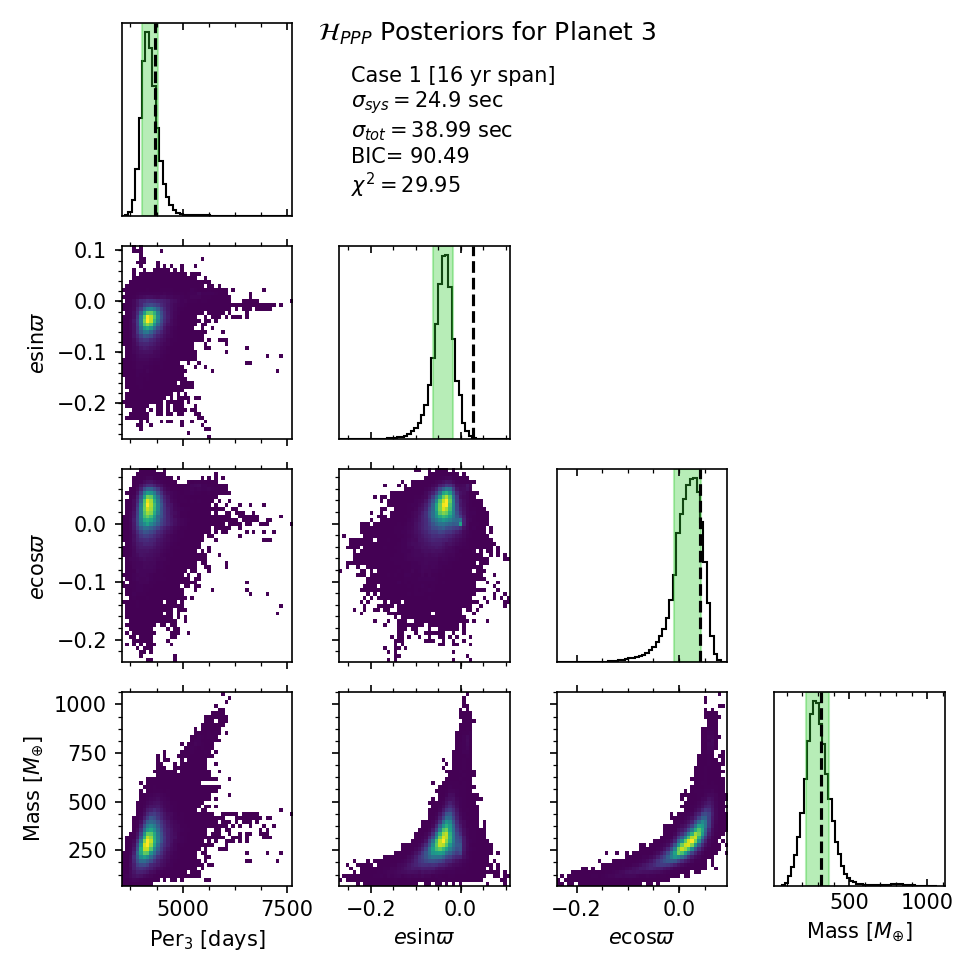 𝓗PPP Posteriors for Planet 3
Case 1 [16 yr span]
σsys = 24.9 sec
σtot = 38.99 sec
BIC= 90.49
χ² = 29.95
0.1
0.0
−0.1
−0.2
esinϖ
0.0
−0.1
−0.2
ecosϖ
1000
750
500
250
Mass [M⊕]
5000 7500
Per₃ [days]
−0.2 0.0
esinϖ
−0.2 0.0
ecosϖ
500 1000
Mass [M⊕]